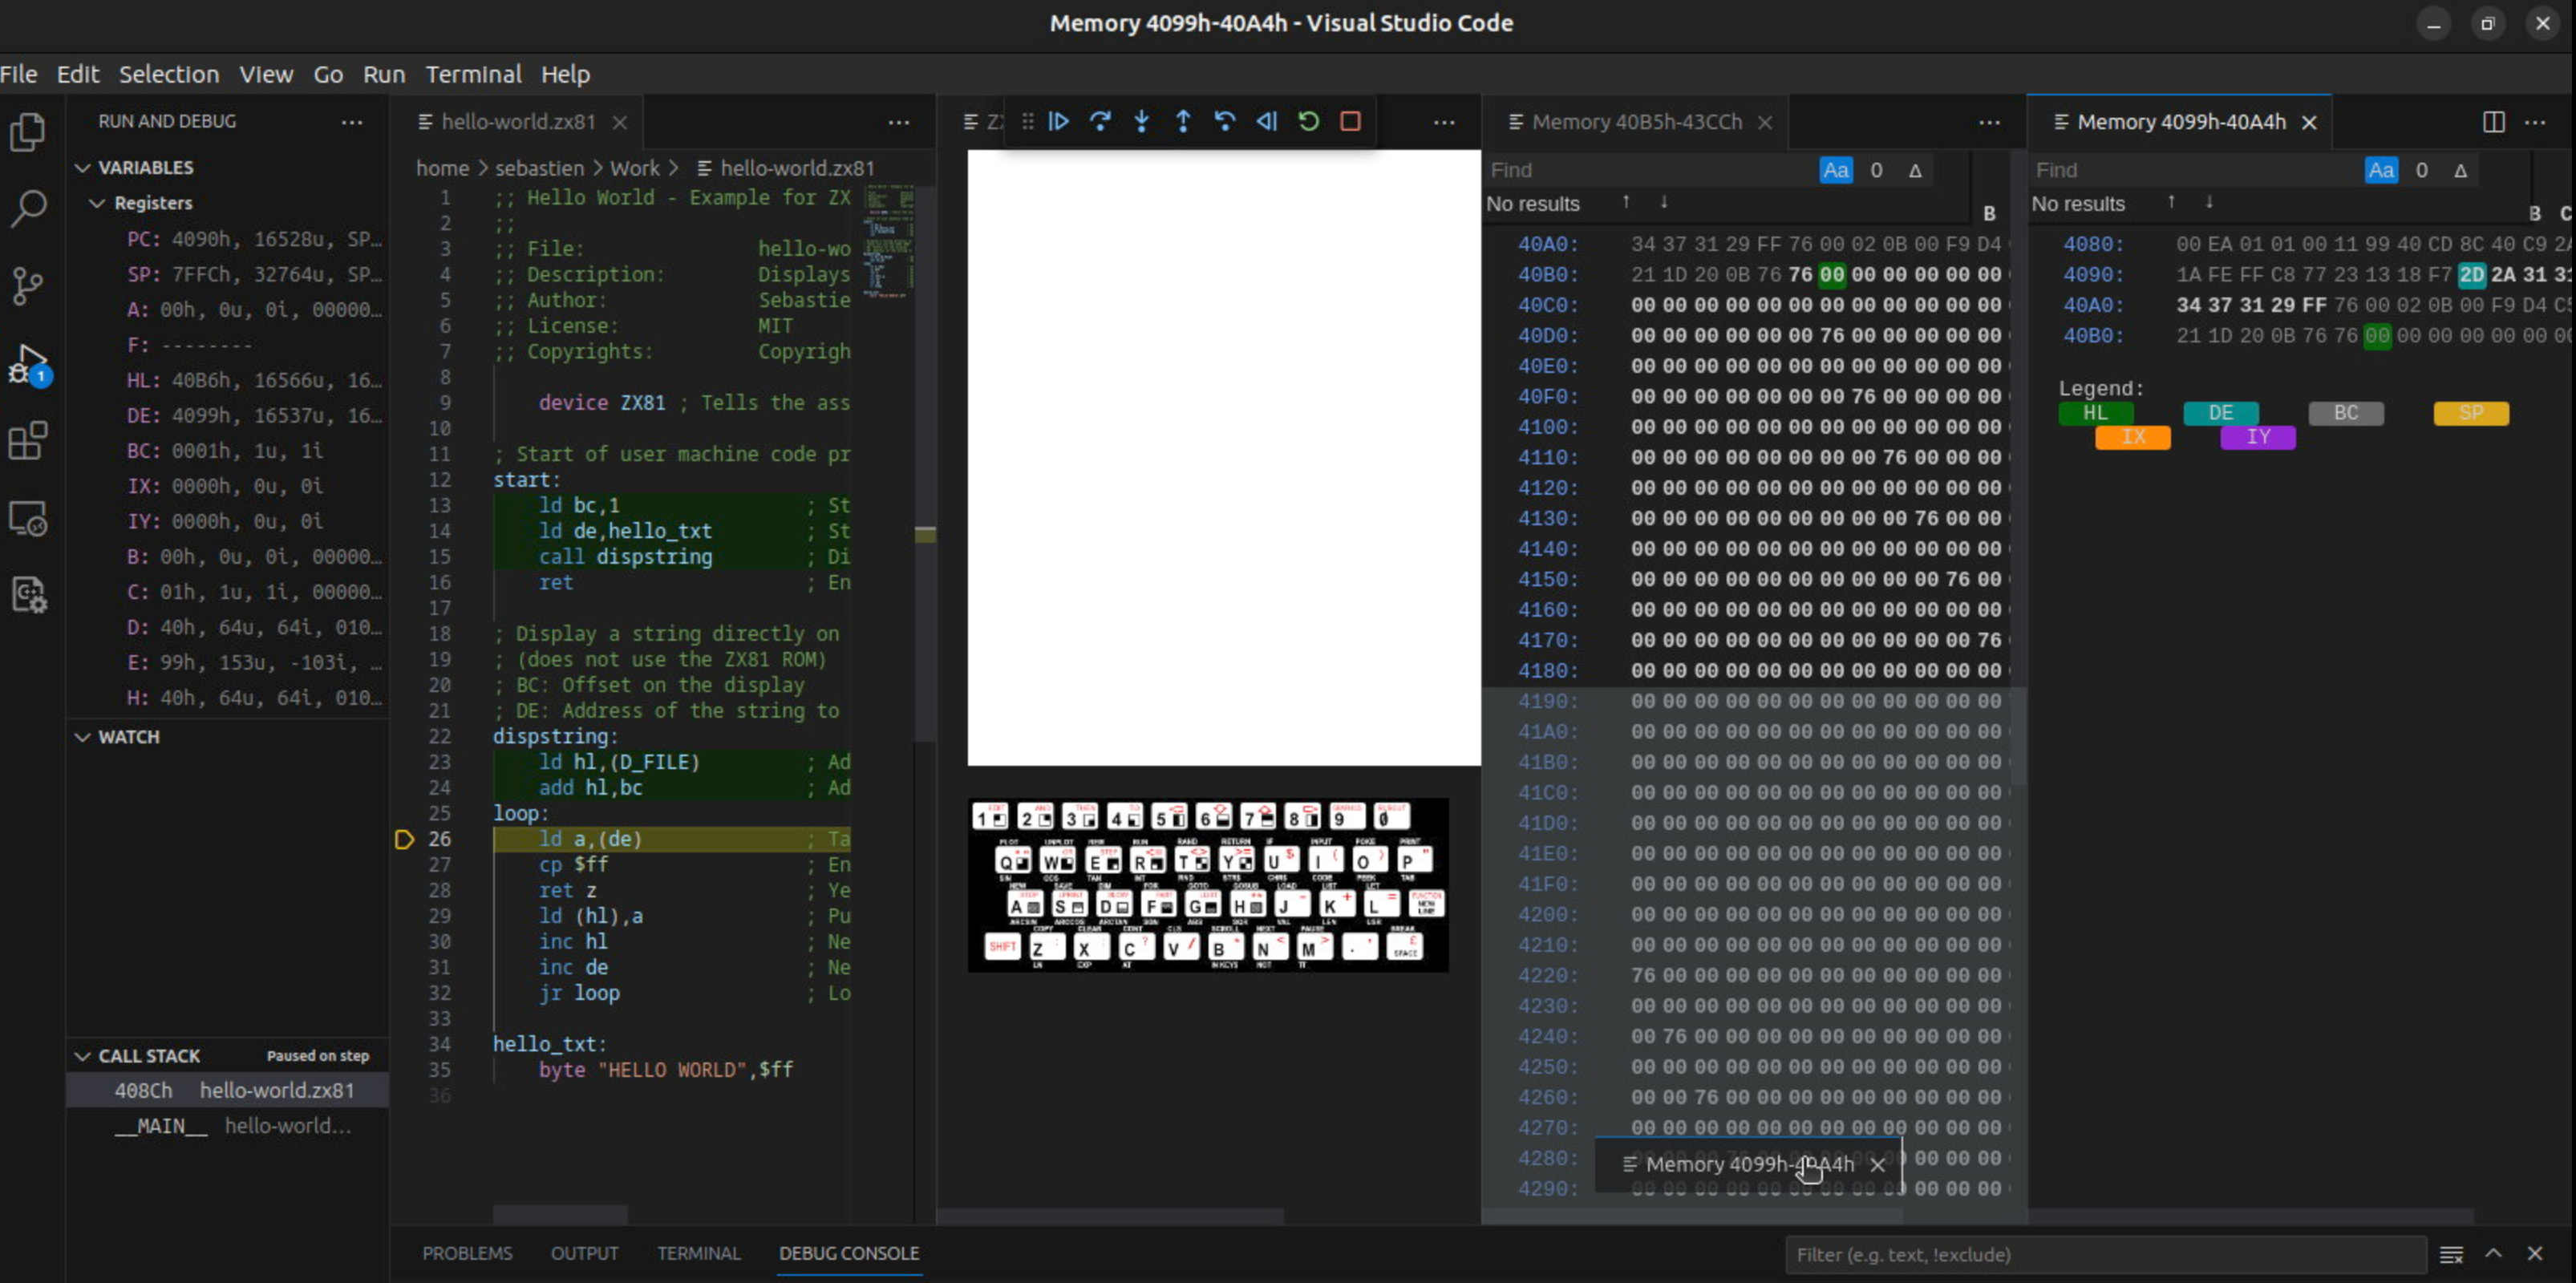 Memory 4099h-40A4h - Visual Studio Code
File Edit Selection View Go Run Terminal Help
RUN AND DEBUG
VARIABLES
Registers
PC: 4090h, 16528u, SP…
SP: 7FFCh, 32764u, SP…
A: 00h, 0u, 0i, 00000…
F: --------
HL: 40B6h, 16566u, 16…
DE: 4099h, 16537u, 16…
BC: 0001h, 1u, 1i
IX: 0000h, 0u, 0i
IY: 0000h, 0u, 0i
B: 00h, 0u, 0i, 00000…
C: 01h, 1u, 1i, 00000…
D: 40h, 64u, 64i, 010…
E: 99h, 153u, -103i, …
H: 40h, 64u, 64i, 010…
WATCH
CALL STACK Paused on step
408Ch hello-world.zx81
__MAIN__ hello-world…
1
hello-world.zx81
home > sebastien > Work > hello-world.zx81
1 ;; Hello World - Example for ZX
2 ;;
3 ;; File: hello-wo
4 ;; Description: Displays
5 ;; Author: Sebastie
6 ;; License: MIT
7 ;; Copyrights: Copyrigh
8
9 device ZX81 ; Tells the ass
10
11 ; Start of user machine code pr
12 start:
13 ld bc,1 ; St
14 ld de,hello_txt ; St
15 call dispstring ; Di
16 ret ; En
17
18 ; Display a string directly on
19 ; (does not use the ZX81 ROM)
20 ; BC: Offset on the display
21 ; DE: Address of the string to
22 dispstring:
23 ld hl,(D_FILE) ; Ad
24 add hl,bc ; Ad
25 loop:
26 ld a,(de) ; Ta
27 cp $ff ; En
28 ret z ; Ye
29 ld (hl),a ; Pu
30 inc hl ; Ne
31 inc de ; Ne
32 jr loop ; Lo
33
34 hello_txt:
35 byte "HELLO WORLD",$ff
36
1 2 3 4 5 6 7 8 9 0
Q W E R T Y U I O P
A S D F G H J K L NEW LINE
SHIFT Z X C V B N M . SPACE
Memory 40B5h-43CCh
Find Aa 0 Δ
No results ↑ ↓
B
40A0: 34 37 31 29 FF 76 00 02 0B 00 F9 D4
40B0: 21 1D 20 0B 76 76 00 00 00 00 00 00
40C0: 00 00 00 00 00 00 00 00 00 00 00 00
40D0: 00 00 00 00 00 00 76 00 00 00 00 00
40E0: 00 00 00 00 00 00 00 00 00 00 00 00
40F0: 00 00 00 00 00 00 00 76 00 00 00 00
4100: 00 00 00 00 00 00 00 00 00 00 00 00
4110: 00 00 00 00 00 00 00 00 76 00 00 00
4120: 00 00 00 00 00 00 00 00 00 00 00 00
4130: 00 00 00 00 00 00 00 00 00 76 00 00
4140: 00 00 00 00 00 00 00 00 00 00 00 00
4150: 00 00 00 00 00 00 00 00 00 00 76 00
4160: 00 00 00 00 00 00 00 00 00 00 00 00
4170: 00 00 00 00 00 00 00 00 00 00 00 76
4180: 00 00 00 00 00 00 00 00 00 00 00 00
4190: 00 00 00 00 00 00 00 00 00 00 00 00
41A0: 00 00 00 00 00 00 00 00 00 00 00 00
41B0: 00 00 00 00 00 00 00 00 00 00 00 00
41C0: 00 00 00 00 00 00 00 00 00 00 00 00
41D0: 00 00 00 00 00 00 00 00 00 00 00 00
41E0: 00 00 00 00 00 00 00 00 00 00 00 00
41F0: 00 00 00 00 00 00 00 00 00 00 00 00
4200: 00 00 00 00 00 00 00 00 00 00 00 00
4210: 00 00 00 00 00 00 00 00 00 00 00 00
4220: 76 00 00 00 00 00 00 00 00 00 00 00
4230: 00 00 00 00 00 00 00 00 00 00 00 00
4240: 00 76 00 00 00 00 00 00 00 00 00 00
4250: 00 00 00 00 00 00 00 00 00 00 00 00
4260: 00 00 76 00 00 00 00 00 00 00 00 00
4270: 00 00 00 00 00 00 00 00 00 00 00 00
4280: 00 00
4290: 00 00 00 00 00 00 00 00 00 00 00 00
Memory 4099h-40A4h
Memory 4099h-40A4h
Find Aa 0 Δ
No results ↑ ↓
B C
4080: 00 EA 01 01 00 11 99 40 CD 8C 40 C9 2A
4090: 1A FE FF C8 77 23 13 18 F7 2D 2A 31 31
40A0: 34 37 31 29 FF 76 00 02 0B 00 F9 D4 C5
40B0: 21 1D 20 0B 76 76 00 00 00 00 00 00 00
Legend:
HL DE BC SP
IX IY
PROBLEMS OUTPUT TERMINAL DEBUG CONSOLE
Filter (e.g. text, !exclude)